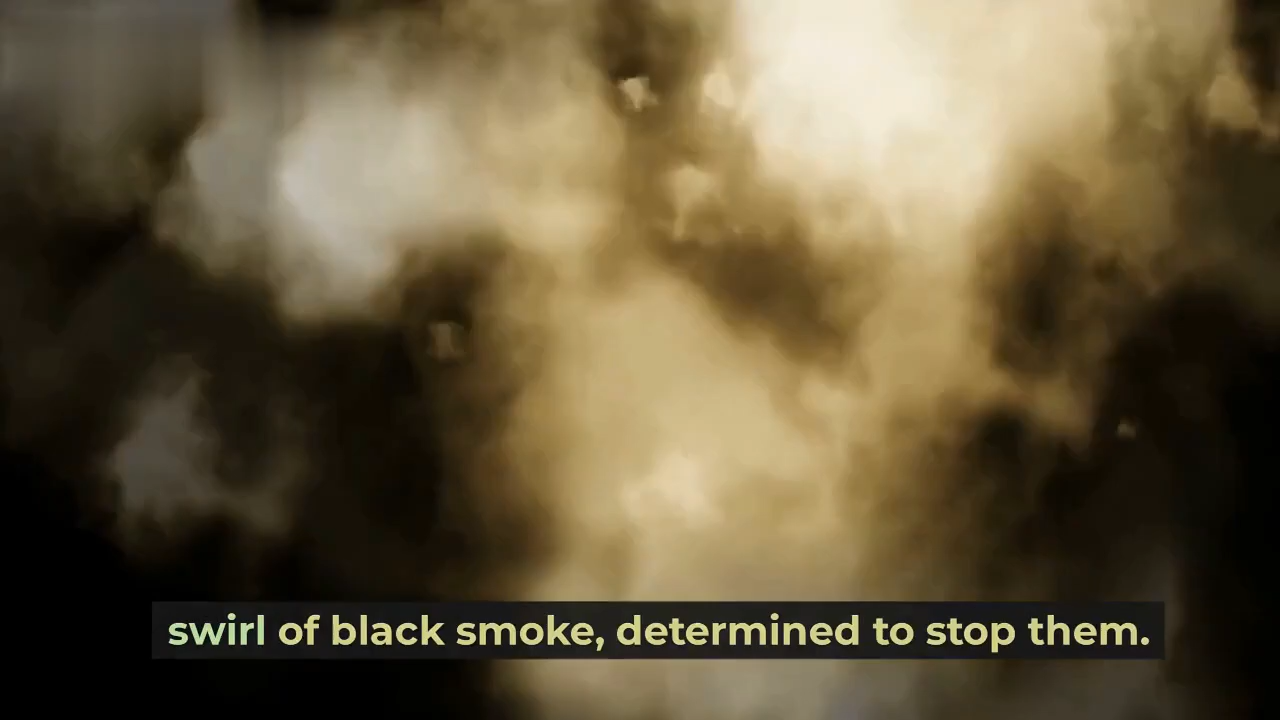 swirl of black smoke, determined to stop them.